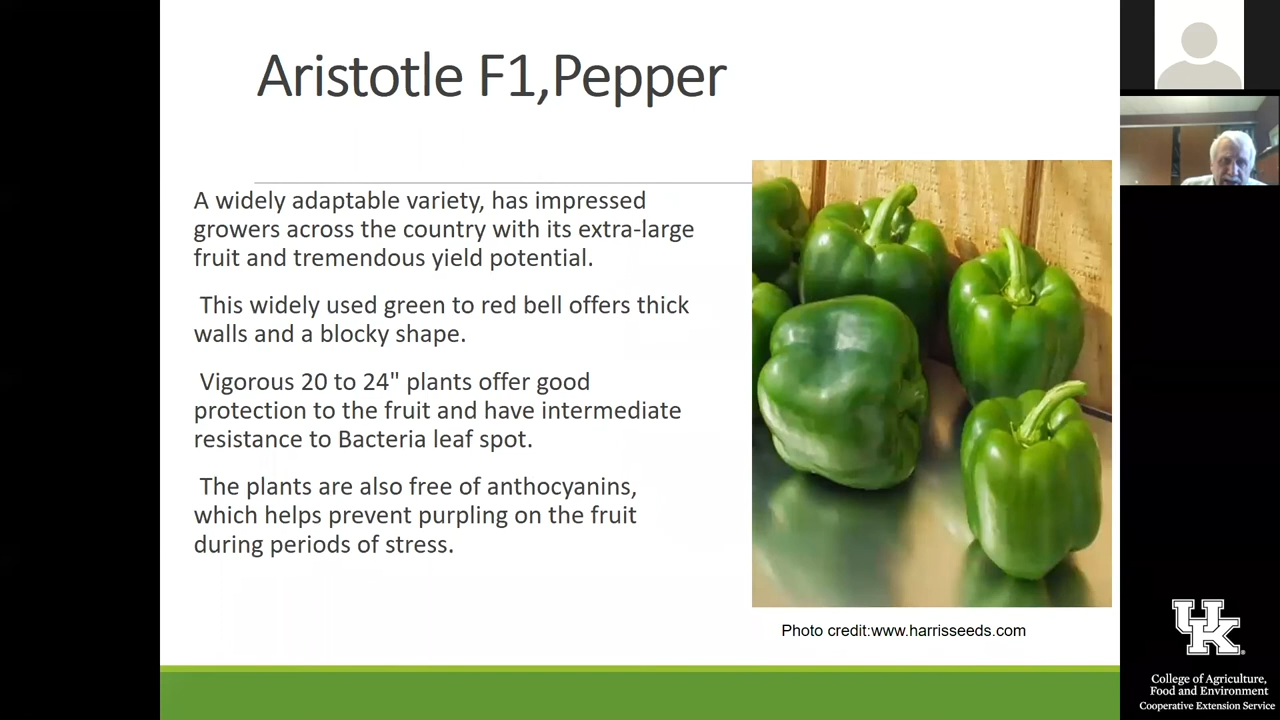 Aristotle F1,Pepper
A widely adaptable variety, has impressed
growers across the country with its extra-large
fruit and tremendous yield potential.
This widely used green to red bell offers thick
walls and a blocky shape.
Vigorous 20 to 24" plants offer good
protection to the fruit and have intermediate
resistance to Bacteria leaf spot.
The plants are also free of anthocyanins,
which helps prevent purpling on the fruit
during periods of stress.
Photo credit:www.harrisseeds.com
UK
College of Agriculture,
Food and Environment
Cooperative Extension Service